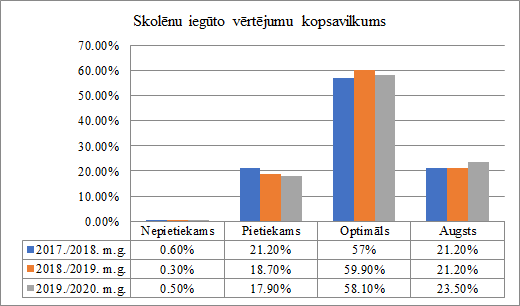 Skolēnu iegūto vērtējumu kopsavilkums
70.00%
60.00%
50.00%
40.00%
30.00%
20.00%
10.00%
0.00%
Nepietiekams Pietiekams Optimāls Augsts
2017./2018. m.g. 0.60% 21.20% 57% 21.20%
2018./2019. m.g. 0.30% 18.70% 59.90% 21.20%
2019./2020. m.g. 0.50% 17.90% 58.10% 23.50%